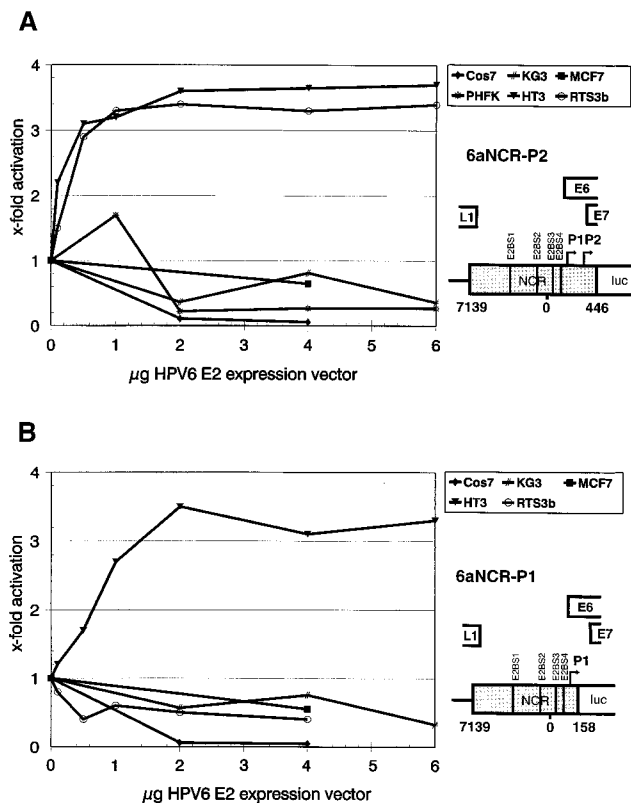 A
4
3
2
1
0
x-fold activation
0 1 2 3 4 5 6
µg HPV6 E2 expression vector
Cos7 KG3 MCF7
PHFK HT3 RTS3b
6aNCR-P2
E6
L1 E7
E2BS1 E2BS2 E2BS3 E2BS4 P1P2
NCR luc
7139 0 446
B
4
3
2
1
0
x-fold activation
0 1 2 3 4 5 6
µg HPV6 E2 expression vector
Cos7 KG3 MCF7
HT3 RTS3b
6aNCR-P1
E6
L1 E7
E2BS1 E2BS2 E2BS3 E2BS4 P1
NCR luc
7139 0 158